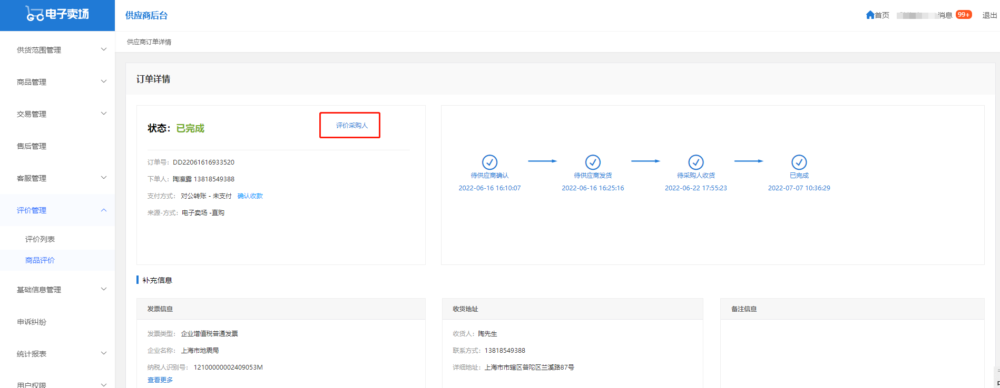 GC电子卖场
供应商后台
首页
消息 99+
退出
供应商订单详情
供货范围管理
商品管理
交易管理
售后管理
客服管理
评价管理
评价列表
商品评价
基础信息管理
申诉纠纷
统计报表
用户权限
订单详情
状态：已完成
评价采购人
订单号：DD22061616933520
下单人：陶瀛露 13818549388
支付方式：对公转账 - 未支付 确认收款
来源-方式：电子卖场 -直购
待供应商确认
2022-06-16 16:10:07
待供应商发货
2022-06-16 16:25:16
待采购人收货
2022-06-22 17:55:23
已完成
2022-07-07 10:36:29
补充信息
发票信息
发票类型：企业增值税普通发票
企业名称：上海市地震局
纳税人识别号：12100000002409053M
查看更多
收货地址
收货人：陶先生
联系方式：13818549388
详细地址：上海市市辖区普陀区兰溪路87号
备注信息